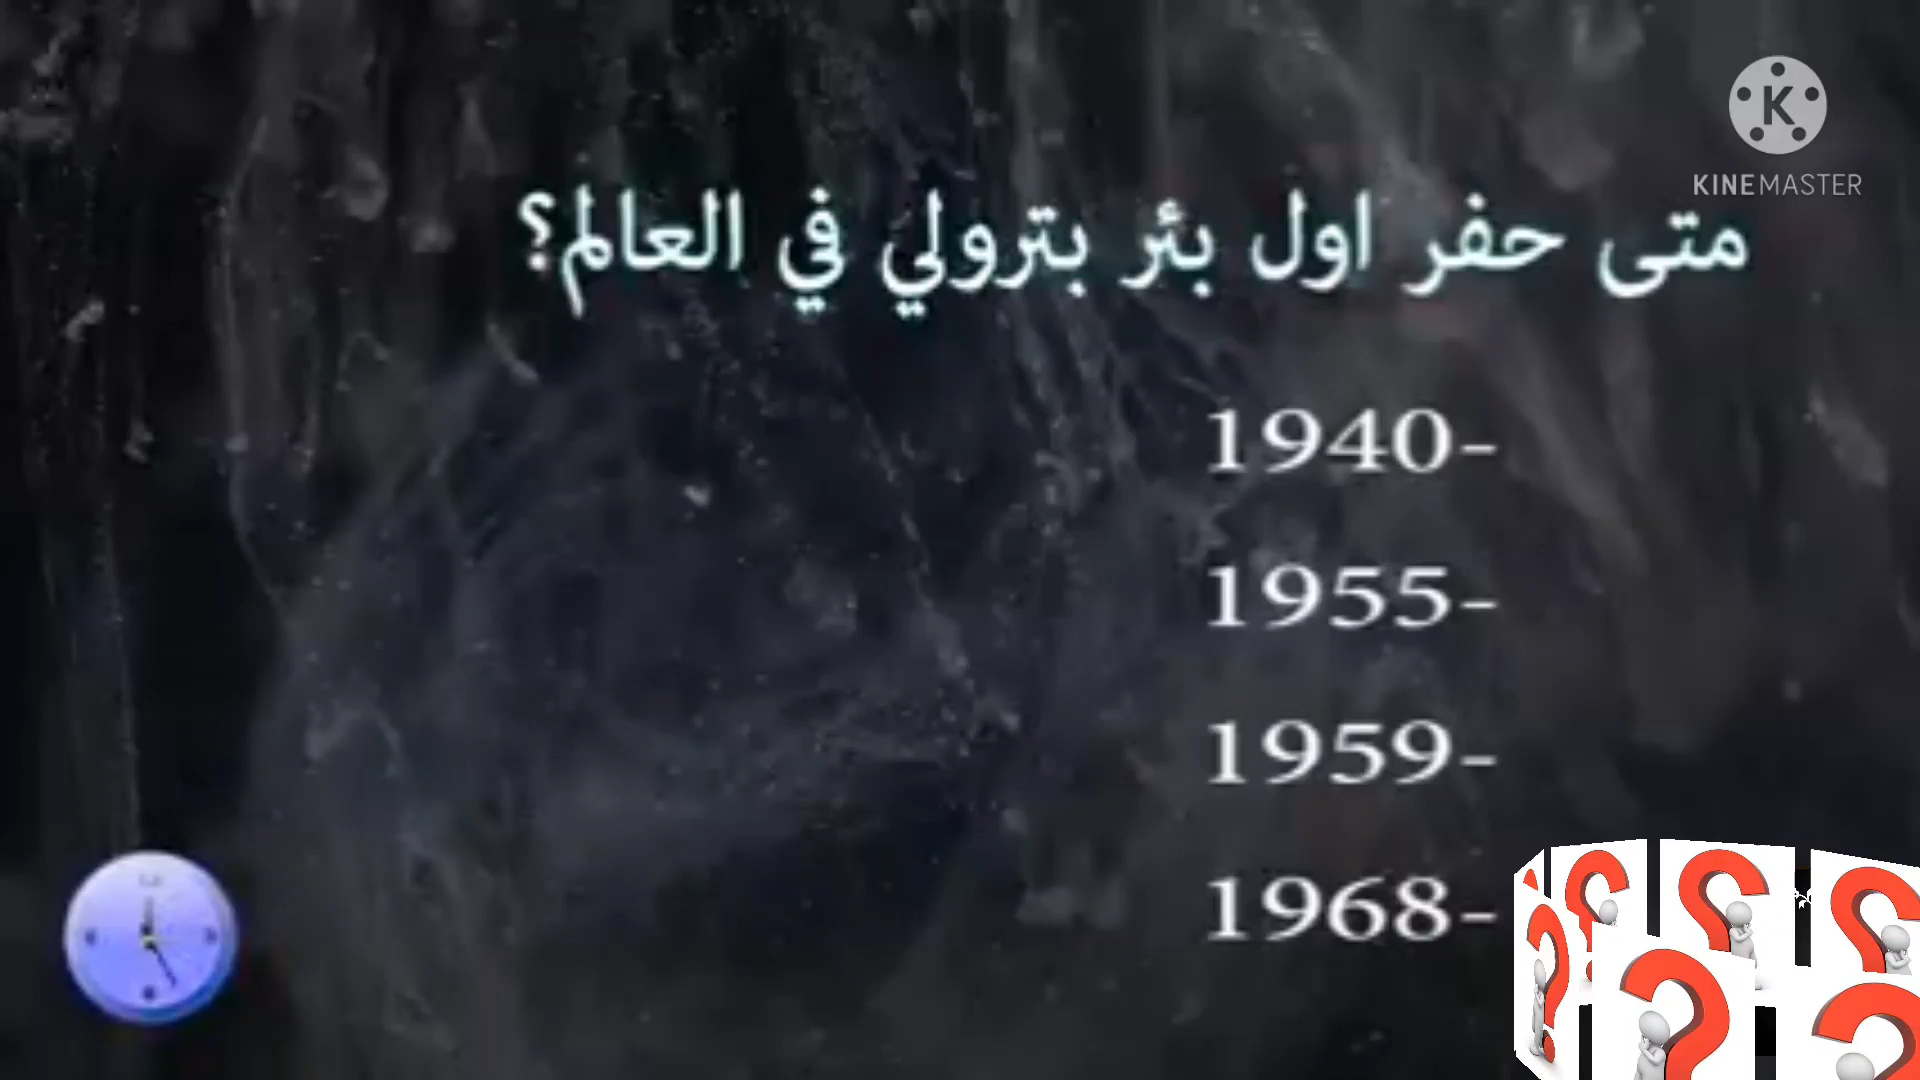 KINEMASTER
متى حفر اول بئر بترولي في العالم؟
1940-
1955-
1959-
1968-